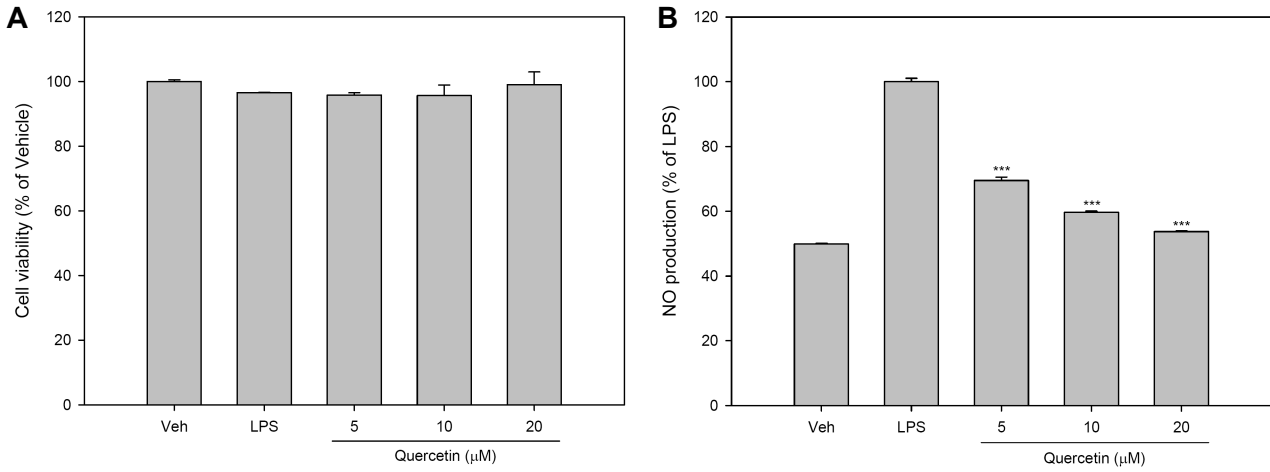 A
Cell viability (% of Vehicle)
120
100
80
60
40
20
0
Veh LPS 5 10 20
Quercetin (μM)
B
NO production (% of LPS)
120
100
80
60
40
20
0
***
***
***
Veh LPS 5 10 20
Quercetin (μM)